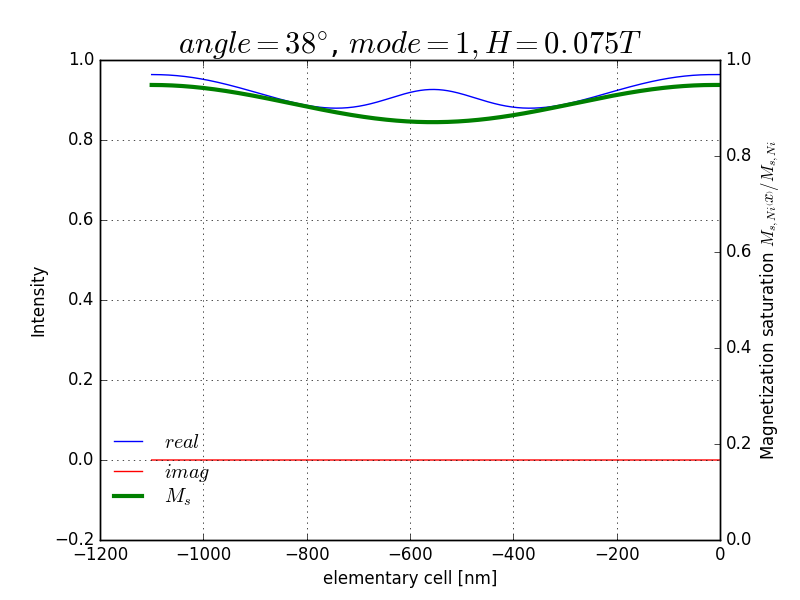 angle = 38°, mode = 1, H = 0.075T
1.0
0.8
0.6
0.4
0.2
0.0
−0.2
Intensity
real
imag
M_s
−1200
−1000
−800
−600
−400
−200
0
elementary cell [nm]
1.0
0.8
0.6
0.4
0.2
0.0
Magnetization saturation M_{s,Ni(x)}/M_{s,Ni}